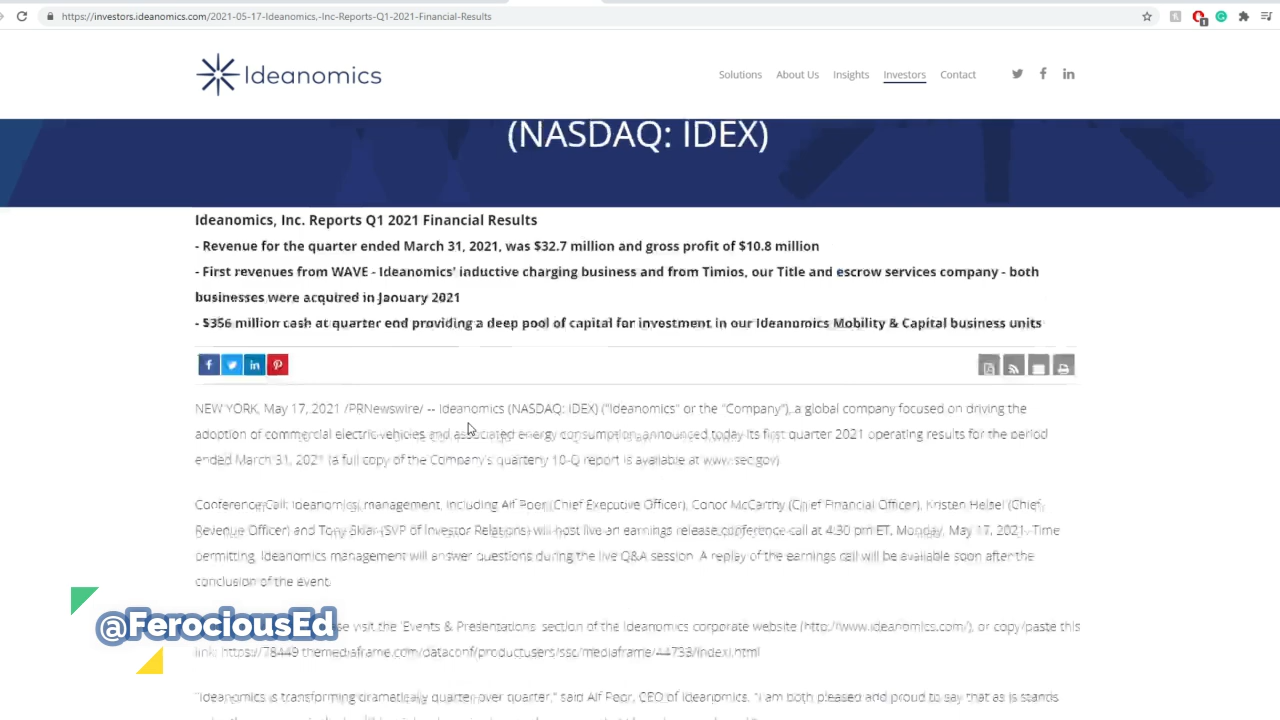 https://investors.ideanomics.com/2021-05-17-Ideanomics,-Inc-Reports-Q1-2021-Financial-Results
Ideanomics
Solutions About Us Insights Investors Contact
(NASDAQ: IDEX)
Ideanomics, Inc. Reports Q1 2021 Financial Results
- Revenue for the quarter ended March 31, 2021, was $32.7 million and gross profit of $10.8 million
- First revenues from WAVE - Ideanomics' inductive charging business and from Timios, our Title and escrow services company - both
businesses were acquired in January 2021
- $356 million cash at quarter end providing a deep pool of capital for investment in our Ideanomics Mobility & Capital business units
NEW YORK, May 17, 2021 /PRNewswire/ -- Ideanomics (NASDAQ: IDEX) ("Ideanomics" or the "Company"), a global company focused on driving the
adoption of commercial electric vehicles and associated energy consumption, announced today its first quarter 2021 operating results for the period
ended March 31, 2021 (a full copy of the Company's quarterly 10-Q report is available at www.sec.gov)
Conference Call: Ideanomics management, including Alf Poor (Chief Executive Officer), Conor McCarthy (Chief Financial Officer), Kristen Helsel (Chief
Revenue Officer) and Tony Sklar (SVP of Investor Relations) will host live an earnings release conference call at 4:30 pm ET, Monday, May 17, 2021. Time
permitting, Ideanomics management will answer questions during the live Q&A session. A replay of the earnings call will be available soon after the
conclusion of the event.
visit the 'Events & Presentations' section of the Ideanomics corporate website (http://www.ideanomics.com/), or copy/paste this
link:
"Ideanomics is transforming dramatically quarter over quarter," said Alf Poor, CEO of Ideanomics. "I am both pleased and proud to say that as is stands
@FerociousEd